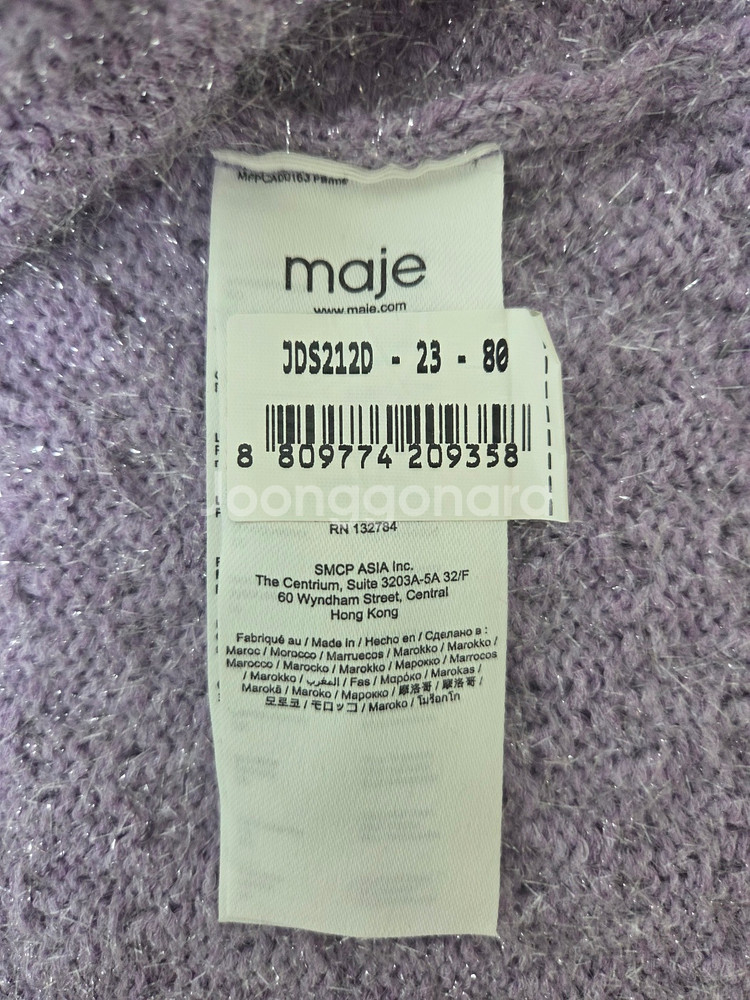 maje
www.maje.com
JDS212D - 23 - 80
8 809774 209358
Joonggonara
RN 132784
SMCP ASIA Inc.
The Centrium, Suite 3203A-5A 32/F
60 Wyndham Street, Central
Hong Kong
Fabriqué au / Made in / Hecho en / Сделано в :
Maroc / Morocco / Marruecos / Marokko / Marokko /
Marocco / Marocko / Marokko / Марокко / Marrocos
/ Marokko / المغرب / Fas / Μαρόκο / Marokas /
Marokā / Maroko / Мароко / 摩洛哥 / 摩洛哥 /
모로코 / モロッコ / Maroko / โมร็อกโก